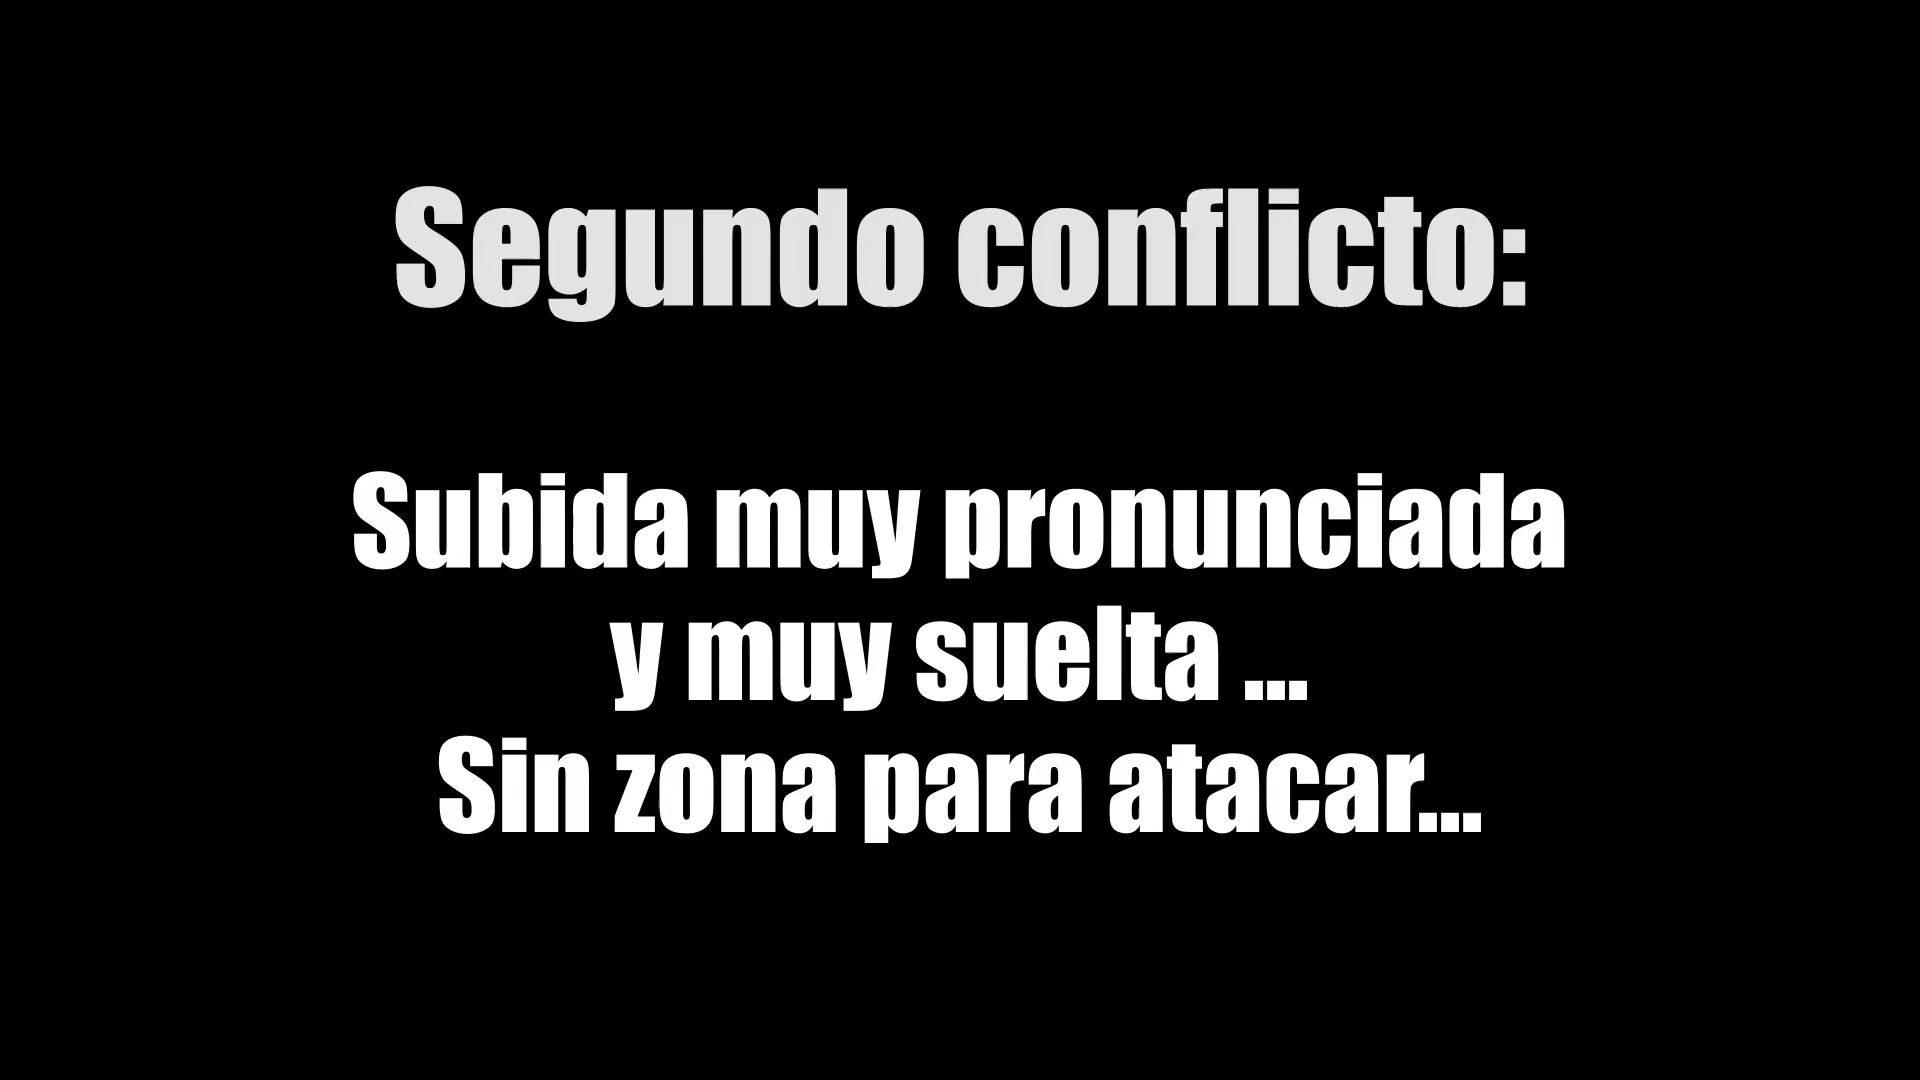 Segundo conflicto:
Subida muy pronunciada
y muy suelta ...
Sin zona para atacar...